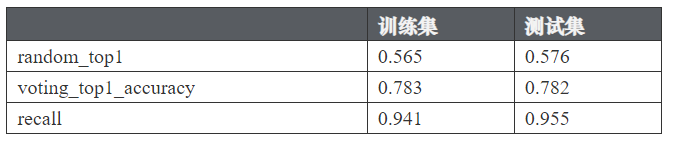 训练集 测试集
random_top1 0.565 0.576
voting_top1_accuracy 0.783 0.782
recall 0.941 0.955